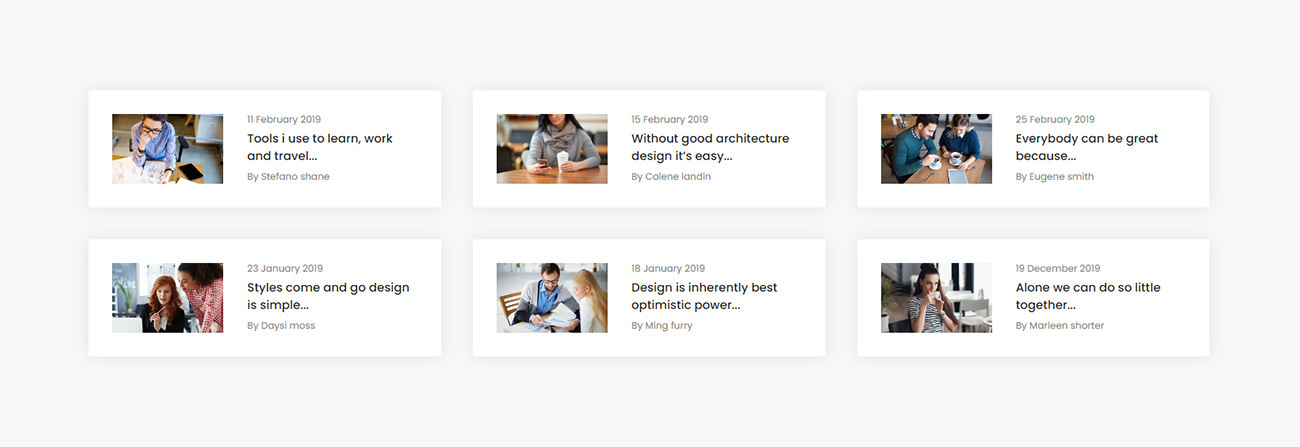 11 February 2019
Tools i use to learn, work
and travel...
By Stefano shane
15 February 2019
Without good architecture
design it’s easy...
By Colene landin
25 February 2019
Everybody can be great
because...
By Eugene smith
23 January 2019
Styles come and go design
is simple...
By Daysi moss
18 January 2019
Design is inherently best
optimistic power...
By Ming furry
19 December 2019
Alone we can do so little
together...
By Marleen shorter